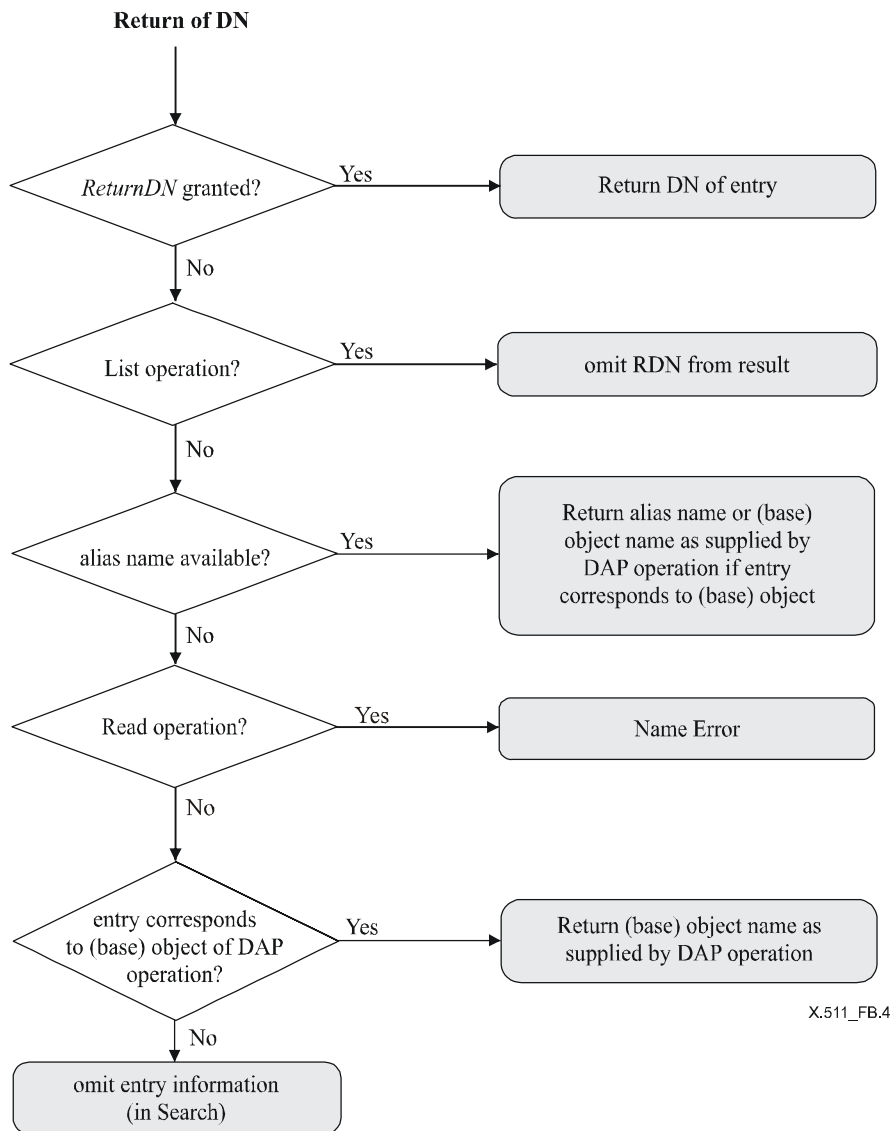 Return of DN
ReturnDN granted?
Yes
Return DN of entry
No
List operation?
Yes
omit RDN from result
No
alias name available?
Yes
Return alias name or (base)
object name as supplied by
DAP operation if entry
corresponds to (base) object
No
Read operation?
Yes
Name Error
No
entry corresponds
to (base) object of DAP
operation?
Yes
Return (base) object name as
supplied by DAP operation
X.511_FB.4
No
omit entry information
(in Search)